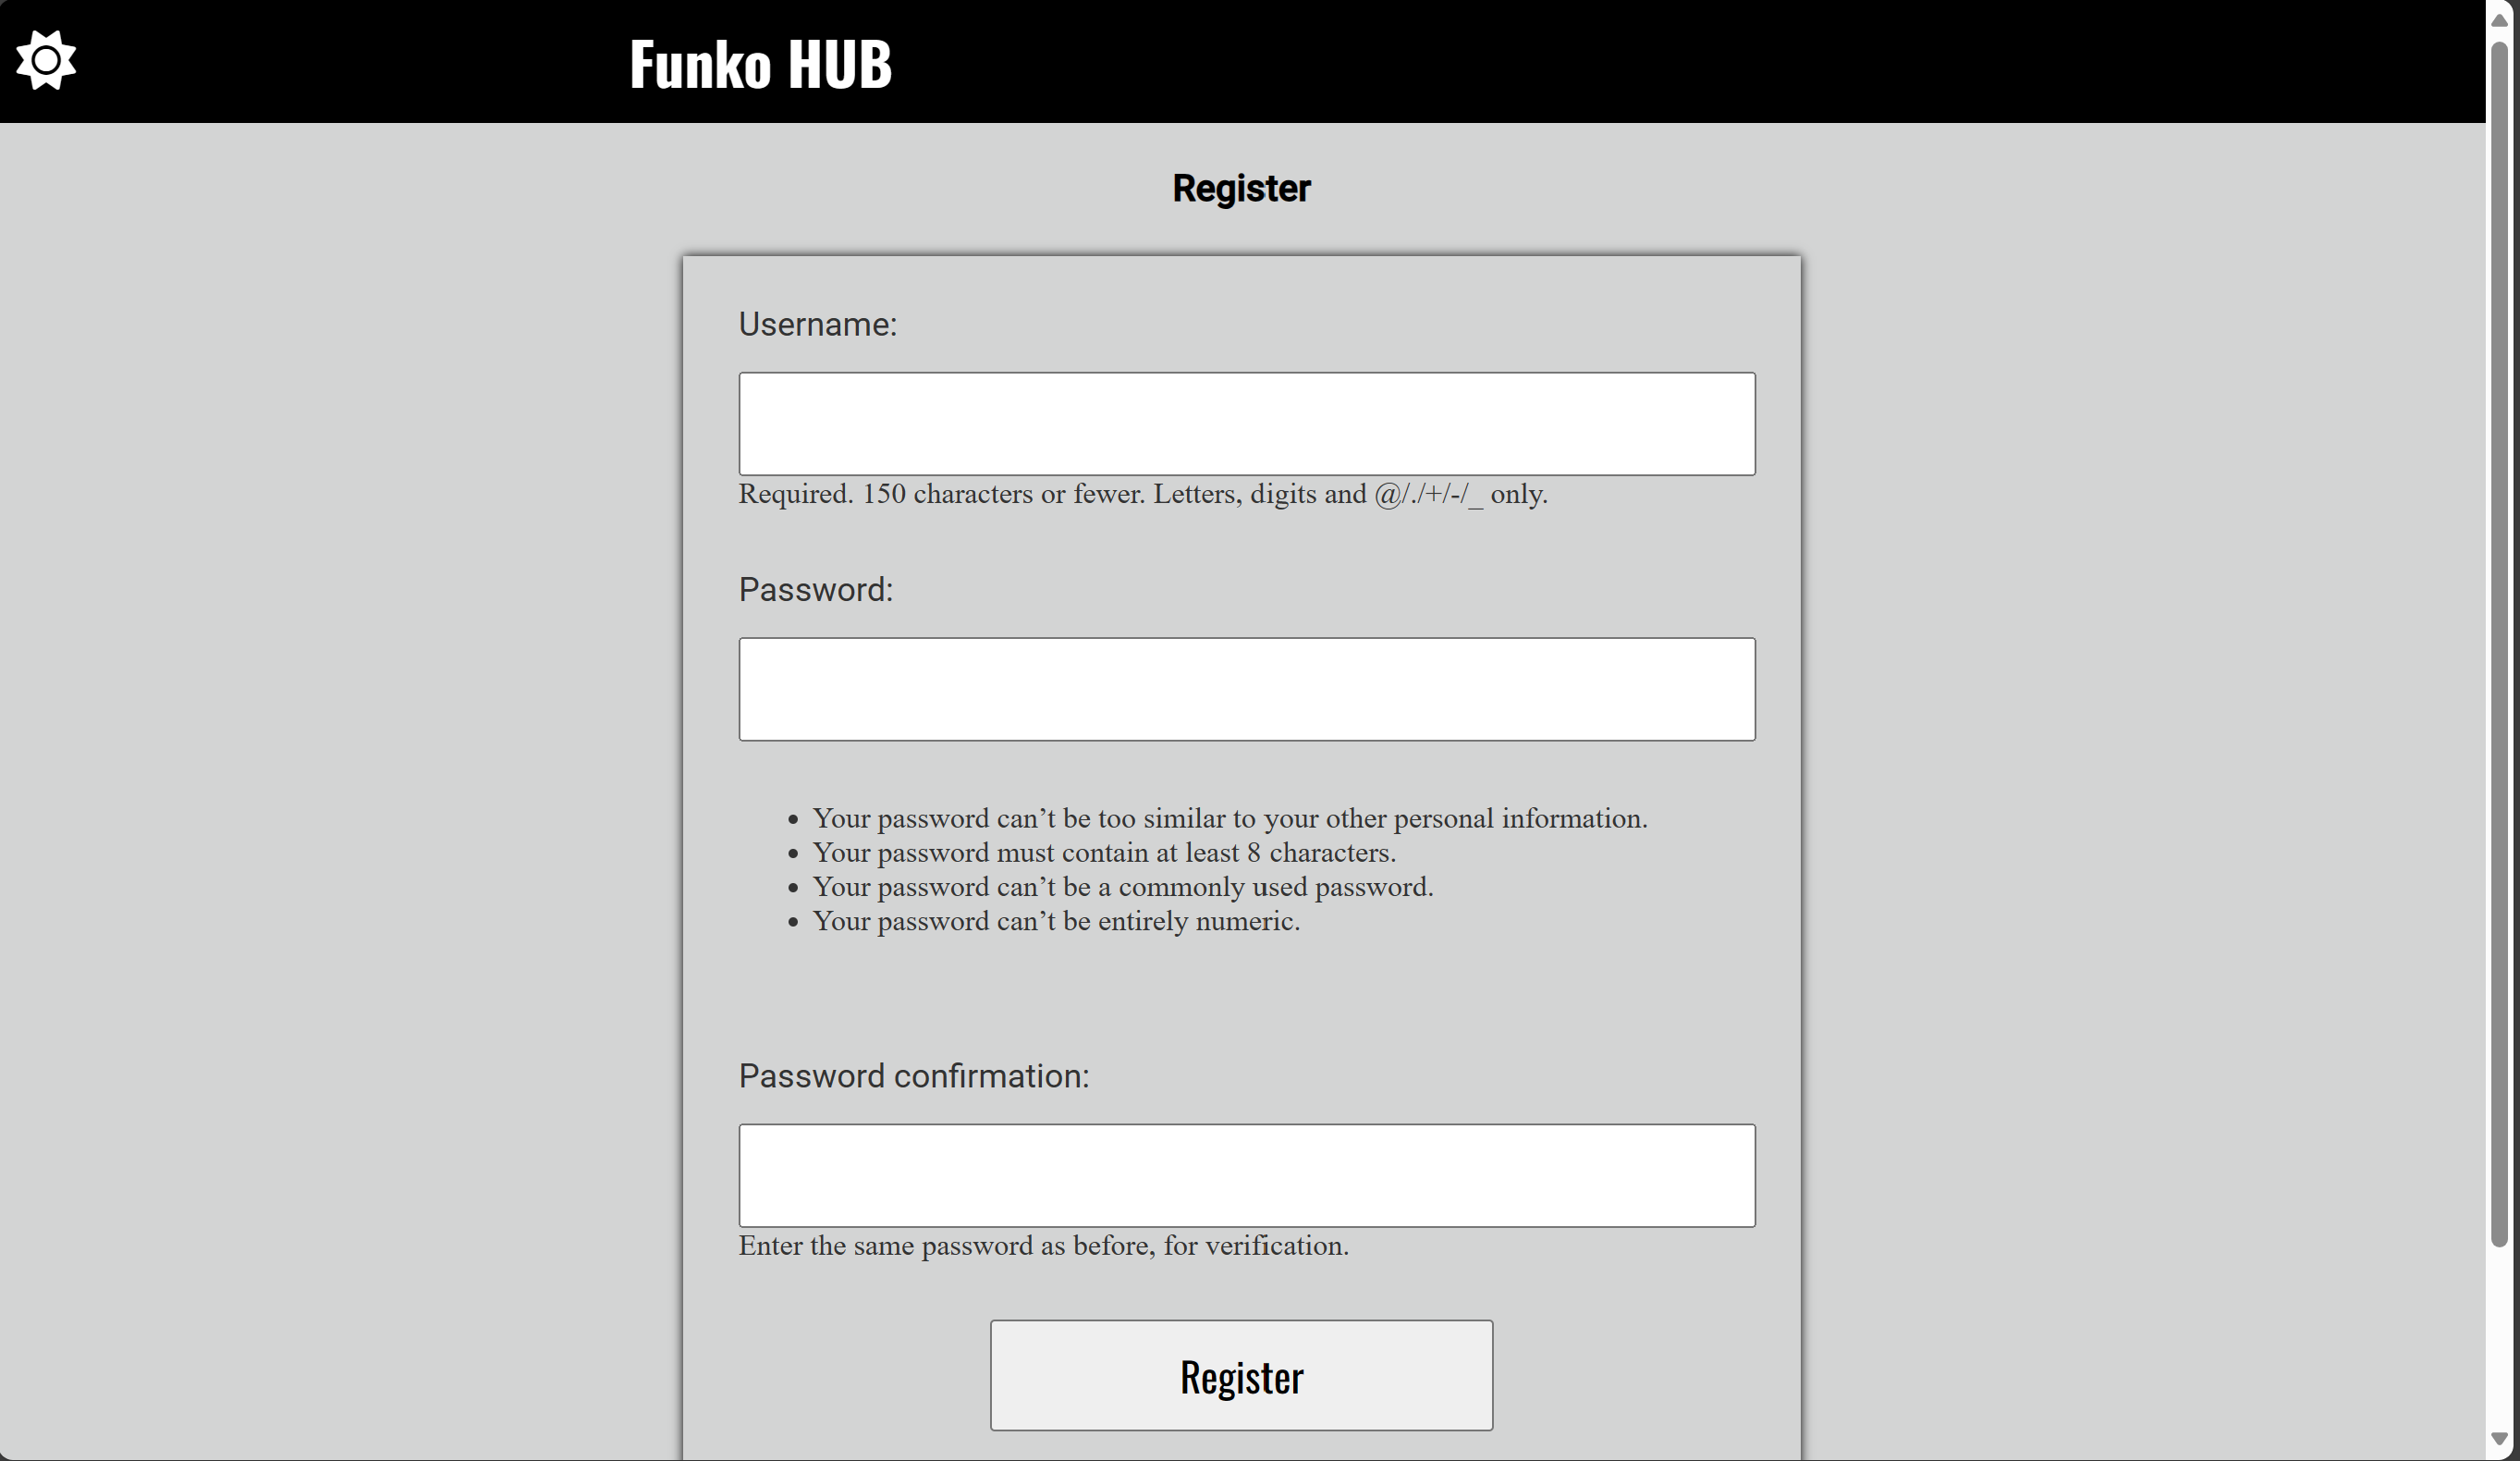 Funko HUB
Register
Username:
Required. 150 characters or fewer. Letters, digits and @/./+/-/_ only.
Password:
• Your password can’t be too similar to your other personal information.
• Your password must contain at least 8 characters.
• Your password can’t be a commonly used password.
• Your password can’t be entirely numeric.
Password confirmation:
Enter the same password as before, for verification.
Register